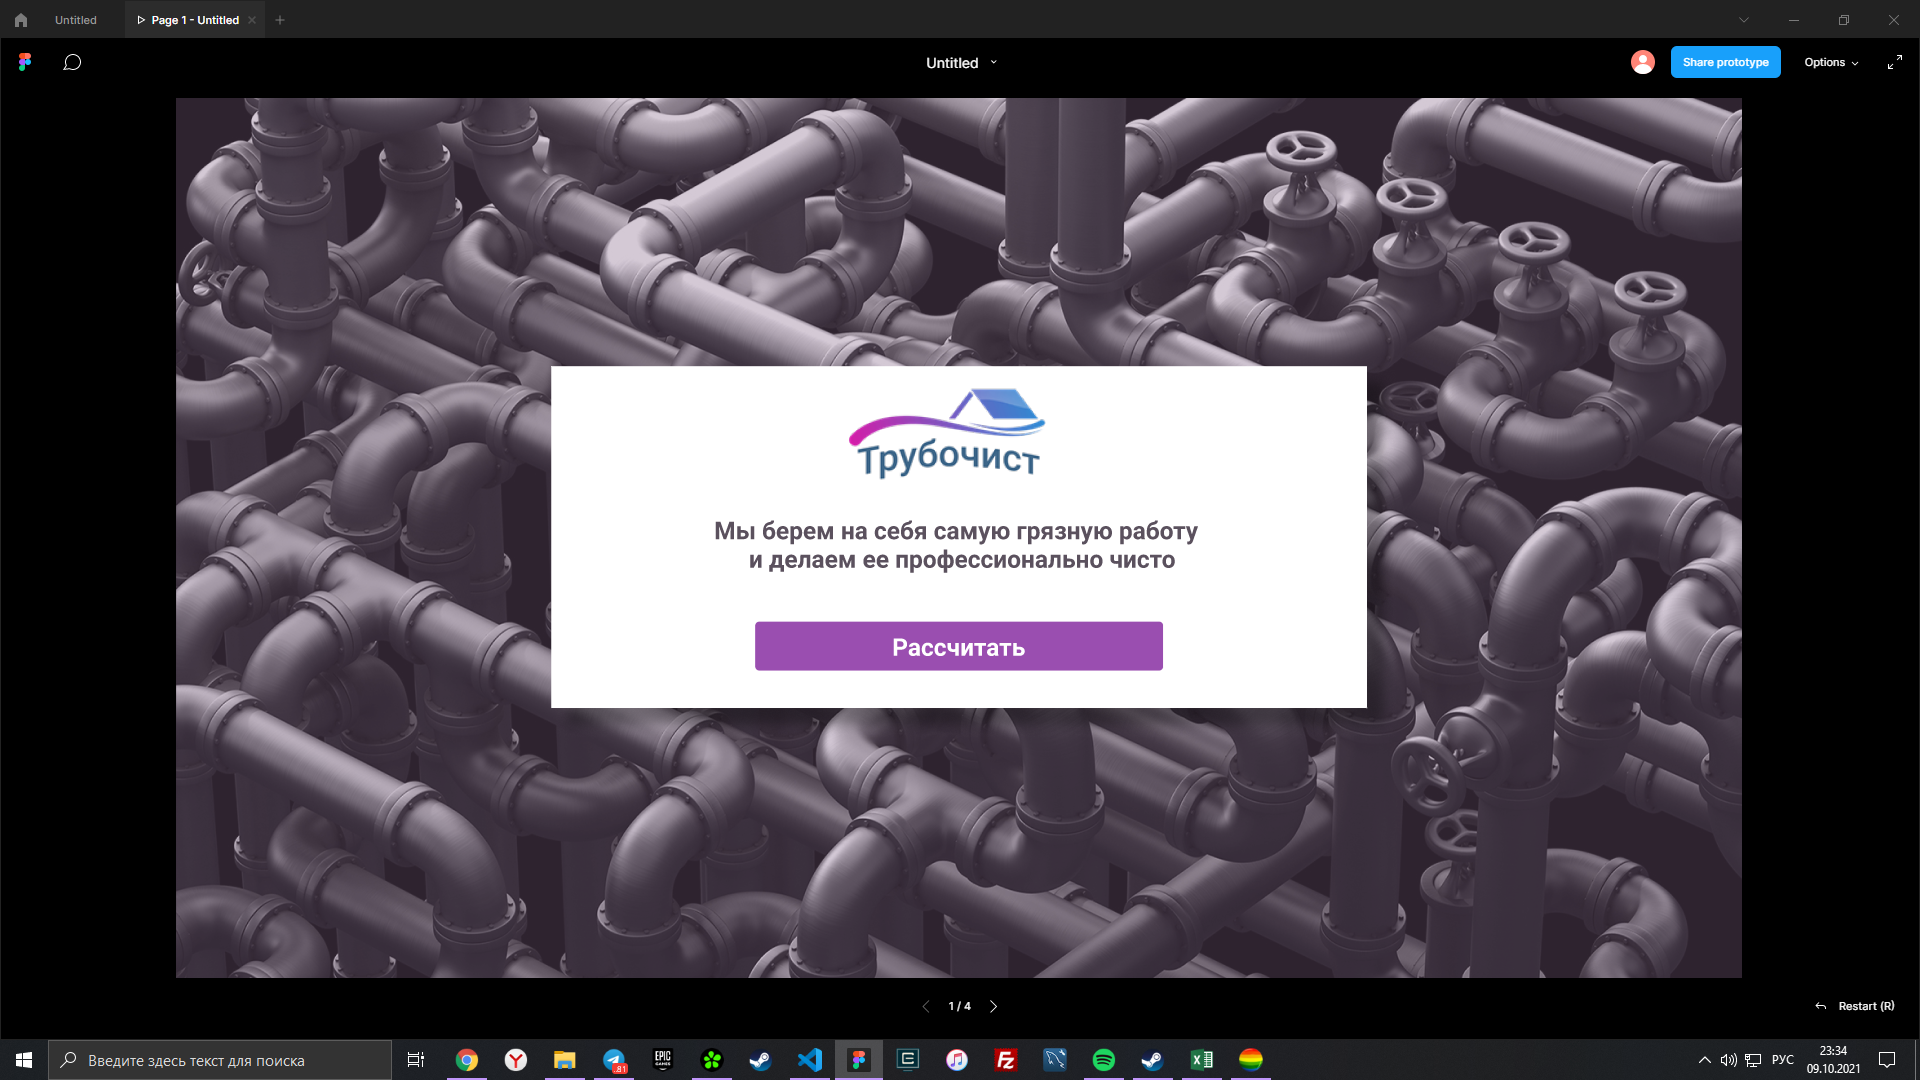 Untitled
Page 1 - Untitled
Untitled
Share prototype
Options
Трубочист
Мы берем на себя самую грязную работу
и делаем ее профессионально чисто
Рассчитать
1 / 4
Restart (R)
Введите здесь текст для поиска
81
EPIC
GAMES
РУС
23:34
09.10.2021